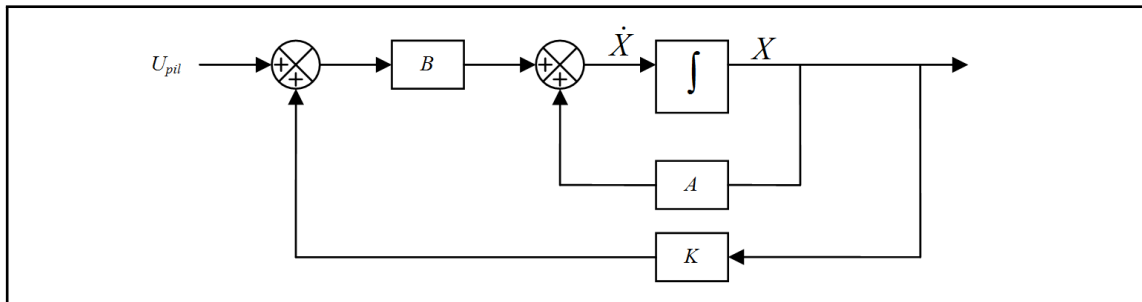 U_pil
+
+
B
+
+
Ẋ
∫
X
A
K